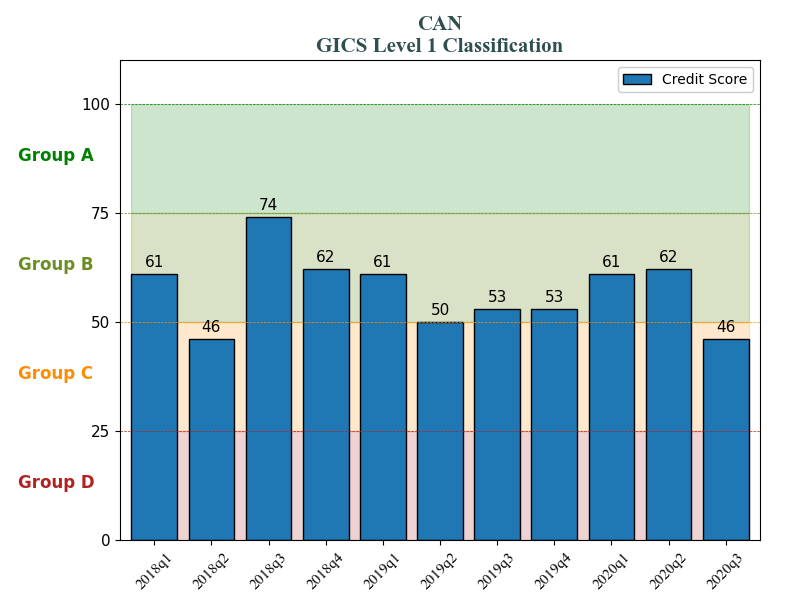 CAN
GICS Level 1 Classification
Credit Score
100
Group A
75
74
Group B
61
62
61
61
62
53
53
50
50
46
46
Group C
25
Group D
0
2018q1
2018q2
2018q3
2018q4
2019q1
2019q2
2019q3
2019q4
2020q1
2020q2
2020q3